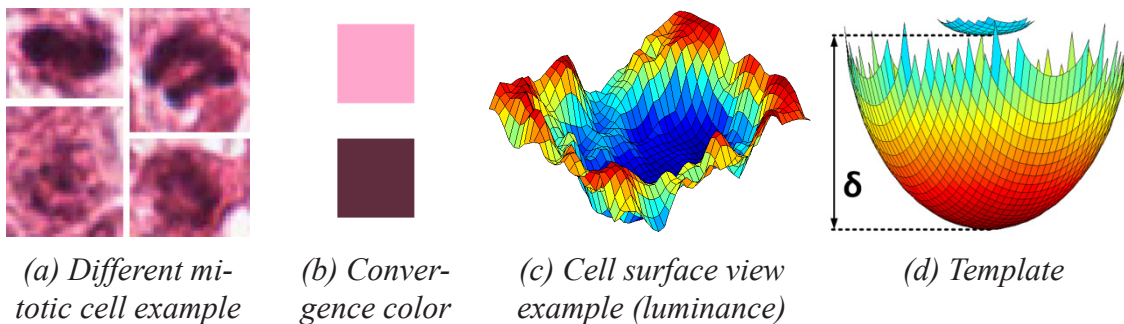 δ
(a) Different mi-
totic cell example
(b) Conver-
gence color
(c) Cell surface view
example (luminance)
(d) Template